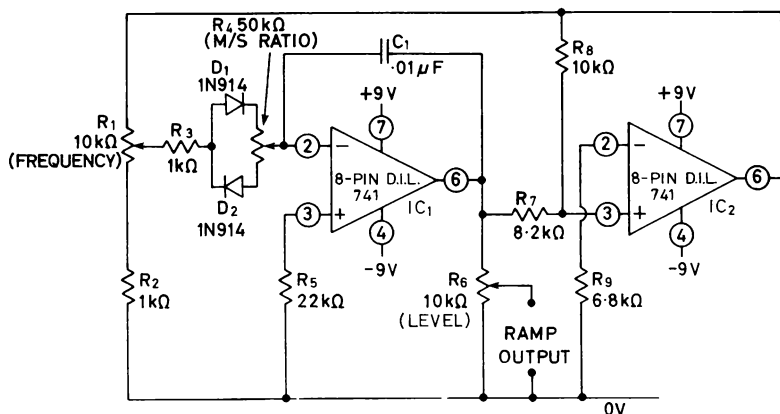 R4 50kΩ
(M/S RATIO)
C1
.01µF
R8
10kΩ
D1
1N914
+9V
+9V
R1
10kΩ
(FREQUENCY)
R3
1kΩ
7
7
2
−
8-PIN D.I.L.
741
6
IC1
3
+
4
-9V
D2
1N914
R7
8.2kΩ
2
−
8-PIN D.I.L.
741
6
IC2
3
+
4
-9V
R2
1kΩ
R5
22kΩ
R6
10kΩ
(LEVEL)
R9
6.8kΩ
RAMP
OUTPUT
0V